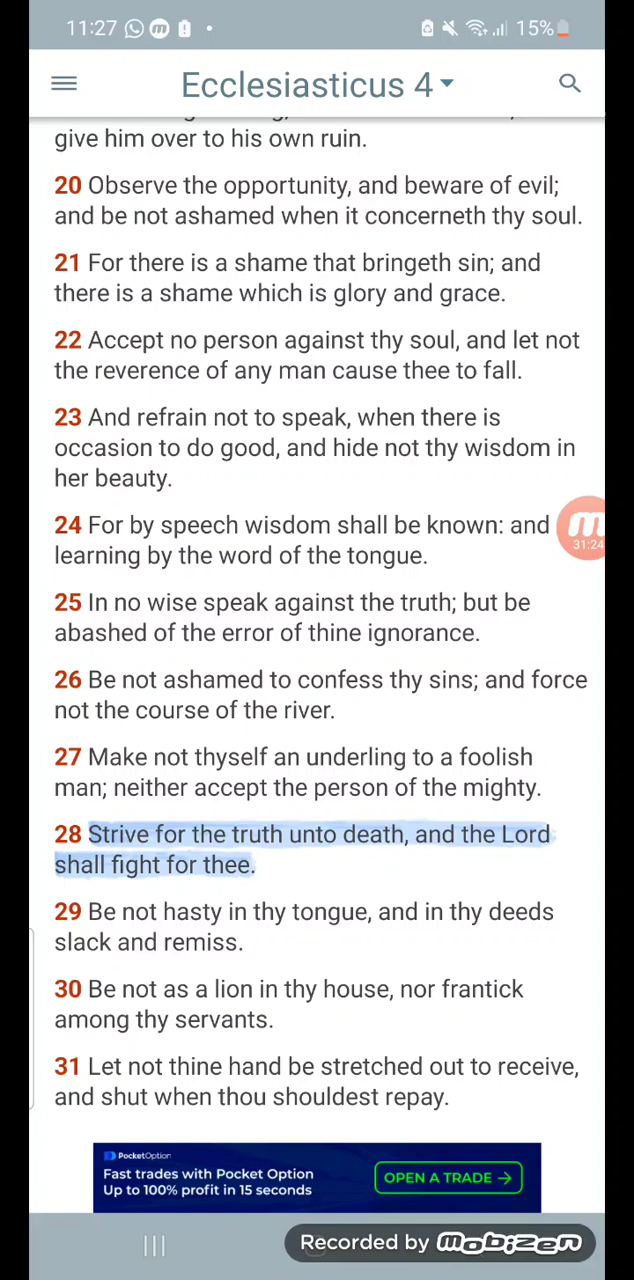 11:27
15%
Ecclesiasticus 4
give him over to his own ruin.
20 Observe the opportunity, and beware of evil;
and be not ashamed when it concerneth thy soul.
21 For there is a shame that bringeth sin; and
there is a shame which is glory and grace.
22 Accept no person against thy soul, and let not
the reverence of any man cause thee to fall.
23 And refrain not to speak, when there is
occasion to do good, and hide not thy wisdom in
her beauty.
24 For by speech wisdom shall be known: and
learning by the word of the tongue.
31:24
25 In no wise speak against the truth; but be
abashed of the error of thine ignorance.
26 Be not ashamed to confess thy sins; and force
not the course of the river.
27 Make not thyself an underling to a foolish
man; neither accept the person of the mighty.
28 Strive for the truth unto death, and the Lord
shall fight for thee.
29 Be not hasty in thy tongue, and in thy deeds
slack and remiss.
30 Be not as a lion in thy house, nor frantick
among thy servants.
31 Let not thine hand be stretched out to receive,
and shut when thou shouldest repay.
PocketOption
Fast trades with Pocket Option
Up to 100% profit in 15 seconds
OPEN A TRADE →
Recorded by mobizen